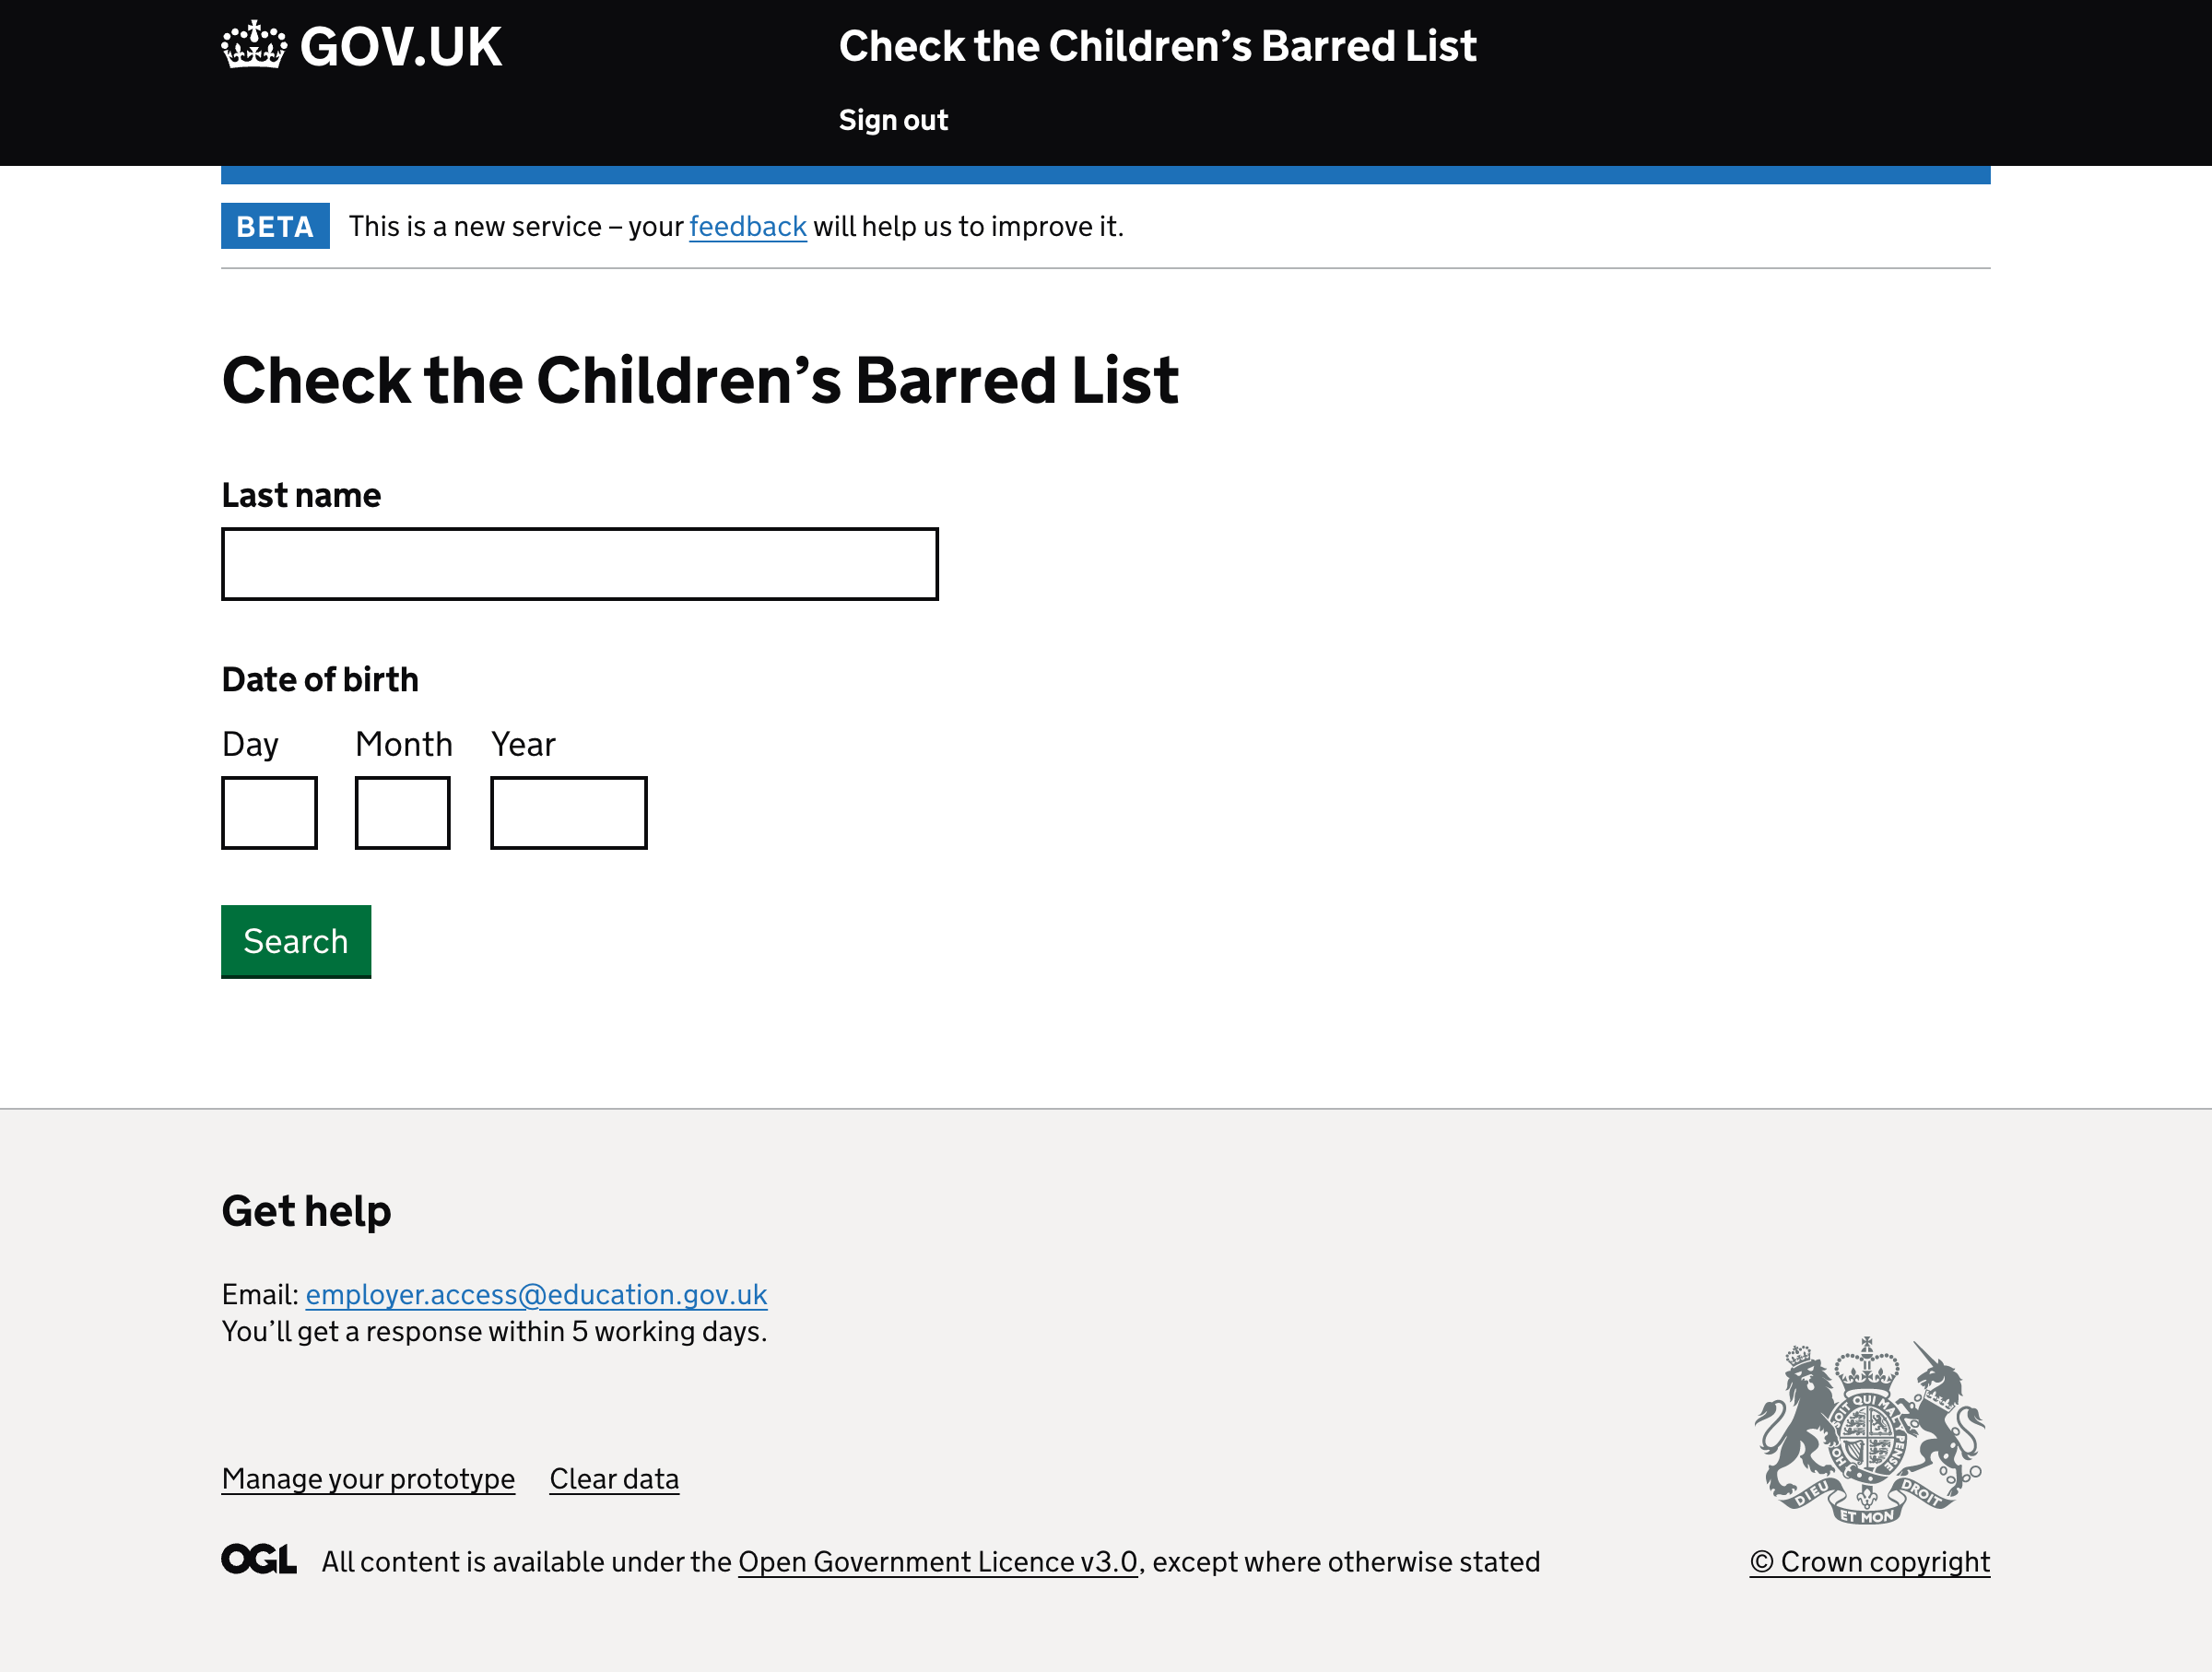 GOV.UK
Check the Children’s Barred List
Sign out
BETA
This is a new service – your feedback will help us to improve it.
Check the Children’s Barred List
Last name
Date of birth
Day Month Year
Search
Get help
Email: employer.access@education.gov.uk
You’ll get a response within 5 working days.
Manage your prototype Clear data
HONI SOIT QUI MAL Y PENSE
DIEU ET MON DROIT
OGL All content is available under the Open Government Licence v3.0, except where otherwise stated
© Crown copyright